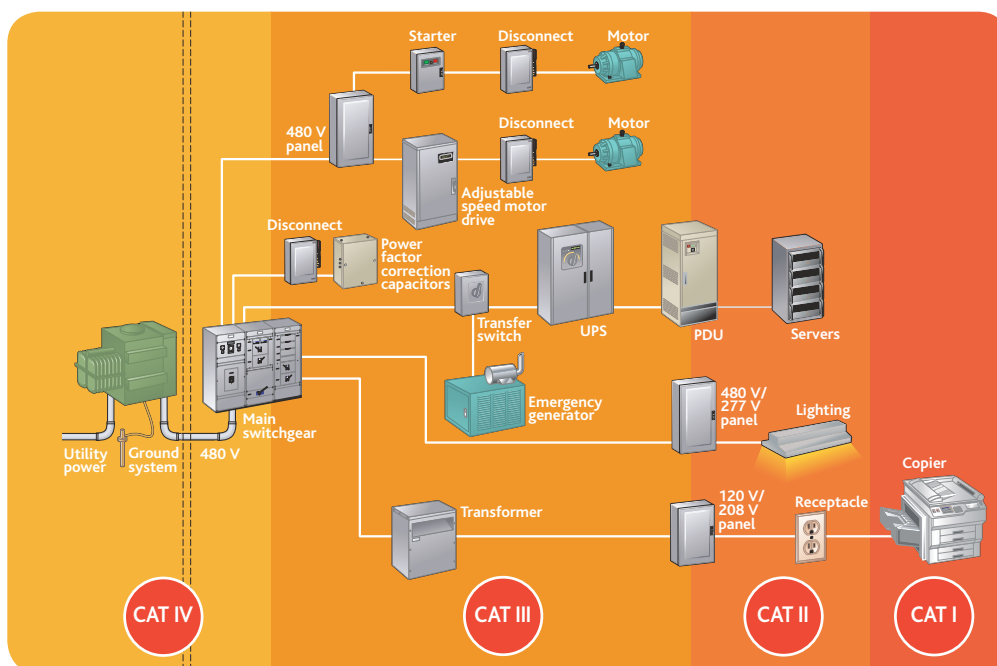 Starter
Disconnect
Motor
480 V
panel
Disconnect
Motor
Adjustable
speed motor
drive
Disconnect
Power
factor
correction
capacitors
Transfer
switch
UPS
PDU
Servers
Emergency
generator
480 V/
277 V
panel
Lighting
Utility
power
Ground
system
480 V
Main
switchgear
Transformer
120 V/
208 V
panel
Receptacle
Copier
CAT IV
CAT III
CAT II
CAT I